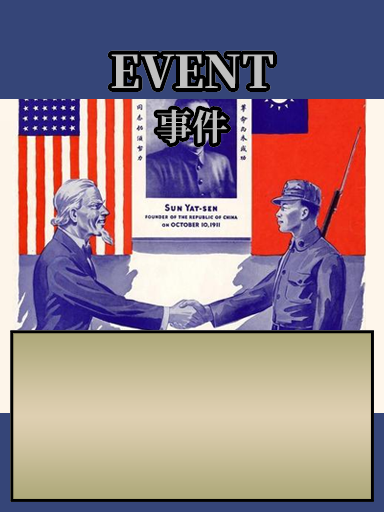 EVENT
事件
革命尚未成功
同志仍須努力
SUN YAT-SEN
FOUNDER OF THE REPUBLIC OF CHINA
ON OCTOBER 10, 1911